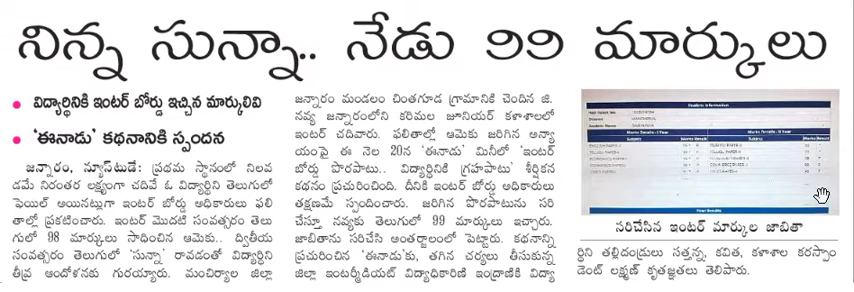 నిన్న సున్నా.. నేడు 99 మార్కులు
• విద్యార్థినికి ఇంటర్ బోర్డు ఇచ్చిన మార్కులివి
• ‘ఈనాడు’ కథనానికి స్పందన
జన్నారం, న్యూస్‌టుడే: ప్రథమ స్థానంలో నిలవ
డమే నిరంతర లక్ష్యంగా చదివే ఓ విద్యార్థిని తెలుగులో
ఫెయిల్ అయినట్లుగా ఇంటర్ బోర్డు అధికారులు ఫలి
తాల్లో ప్రకటించారు. ఇంటర్ మొదటి సంవత్సరం తెలు
గులో 98 మార్కులు సాధించిన ఆమెకు.. ద్వితీయ
సంవత్సరం తెలుగులో ‘సున్నా’ రావడంతో విద్యార్థిని
తీవ్ర ఆందోళనకు గురయ్యారు. మంచిర్యాల జిల్లా
జన్నారం మండలం చింతగూడ గ్రామానికి చెందిన జి.
నవ్య జన్నారంలోని కరిమల జూనియర్ కళాశాలలో
ఇంటర్ చదివారు. ఫలితాల్లో ఆమెకు జరిగిన అన్యా
యంపై ఈ నెల 20న ‘ఈనాడు’ మినీలో ‘ఇంటర్
బోర్డు పొరపాటు.. విద్యార్థినికి గ్రహపాటు’ శీర్షికన
కథనం ప్రచురించింది. దీనికి ఇంటర్ బోర్డు అధికారులు
తక్షణమే స్పందించారు. జరిగిన పొరపాటును సరి
చేస్తూ నవ్యకు తెలుగులో 99 మార్కులు ఇచ్చారు.
జాబితాను సరిచేసి అంతర్జాలంలో పెట్టారు. కథనాన్ని
ప్రచురించిన ‘ఈనాడు’కు, తగిన చర్యలు తీసుకున్న
జిల్లా ఇంటర్మీడియట్ విద్యాధికారిణి ఇంద్రాణికి విద్యా
సరిచేసిన ఇంటర్ మార్కుల జాబితా
ర్థిని తల్లిదండ్రులు సత్తన్న, కవిత, కళాశాల కరస్పాం
డెంట్ లక్ష్మణ్ కృతజ్ఞతలు తెలిపారు.